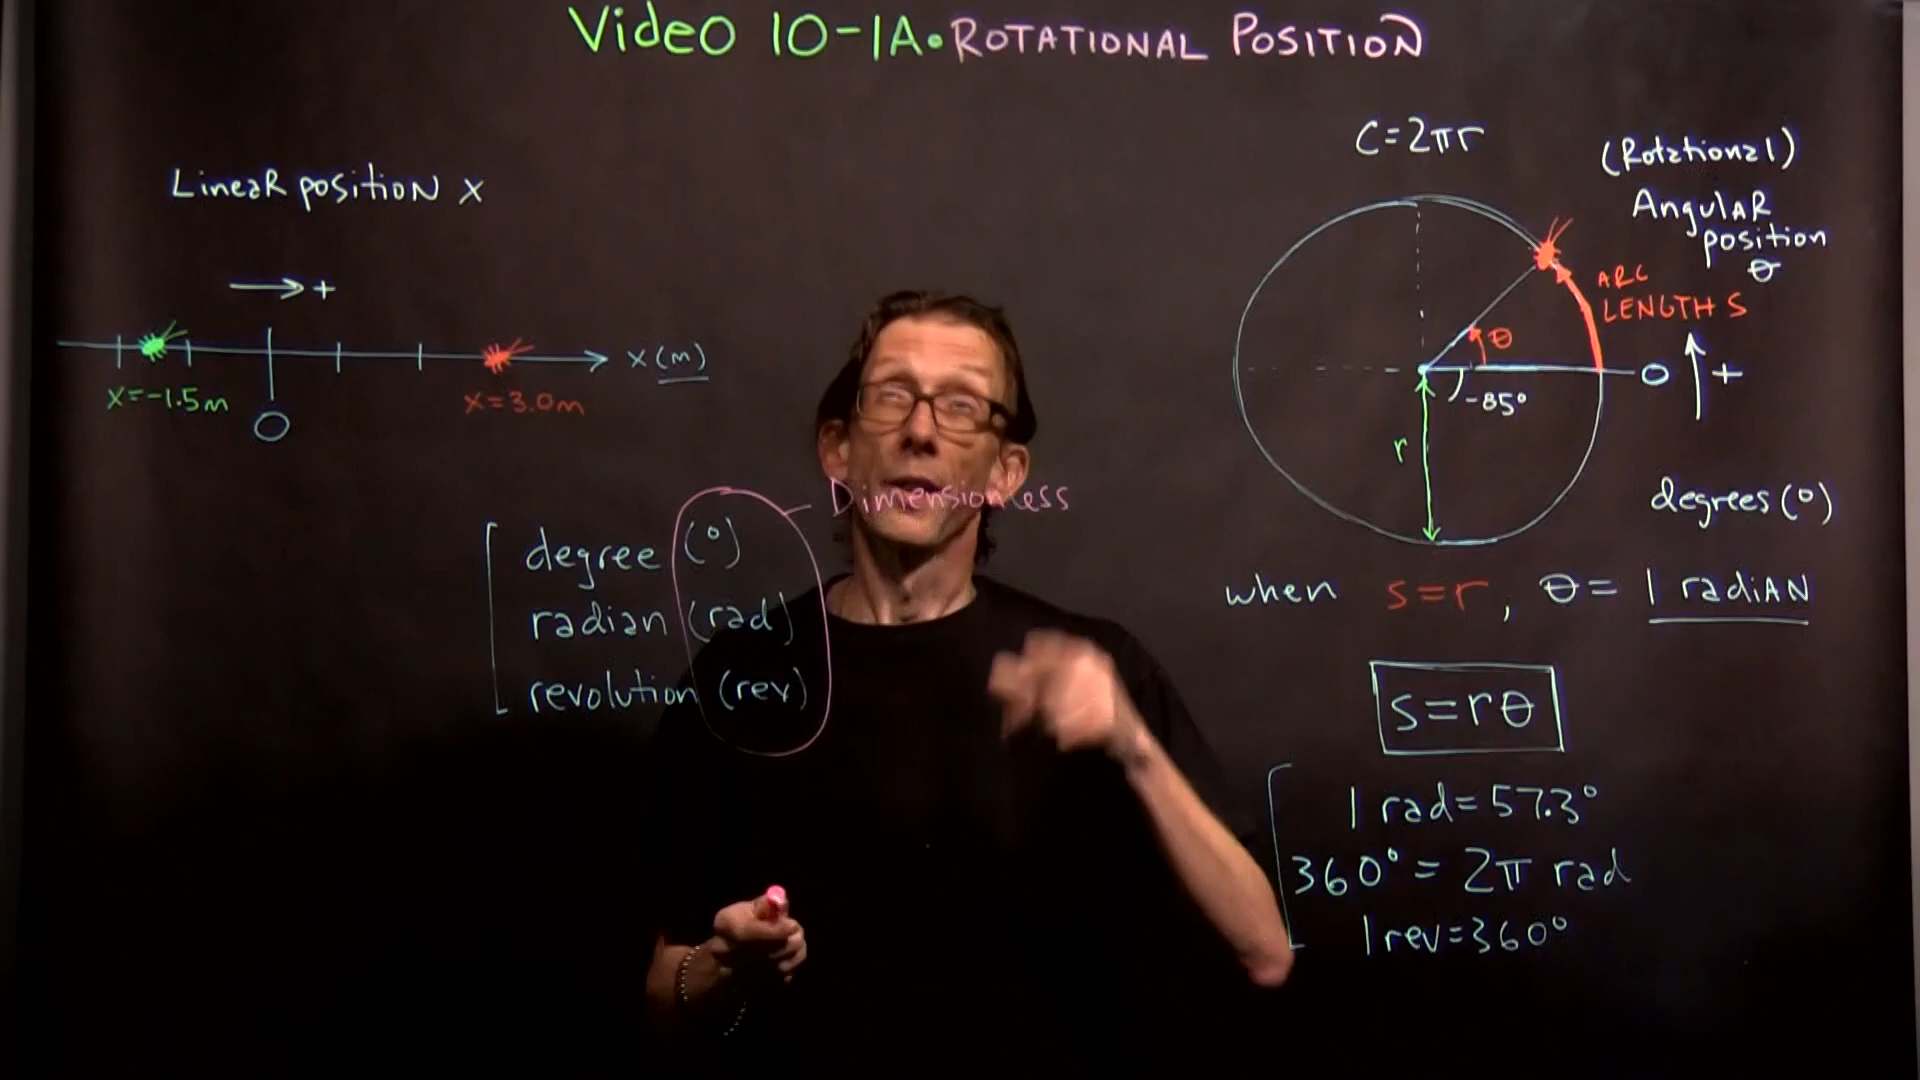 Video 10-1A • ROTATIONAL POSITION
Linear position x
→ +
x (m)
x=-1.5m
0
x=3.0m
Dimensionless
degree (°)
radian (rad)
revolution (rev)
C=2πr
(Rotational)
Angular
position
θ
ARC
LENGTH S
θ
0
+
-85°
r
degrees (°)
when s=r, θ= 1 radian
s=rθ
1 rad=57.3°
360° = 2π rad
1 rev=360°